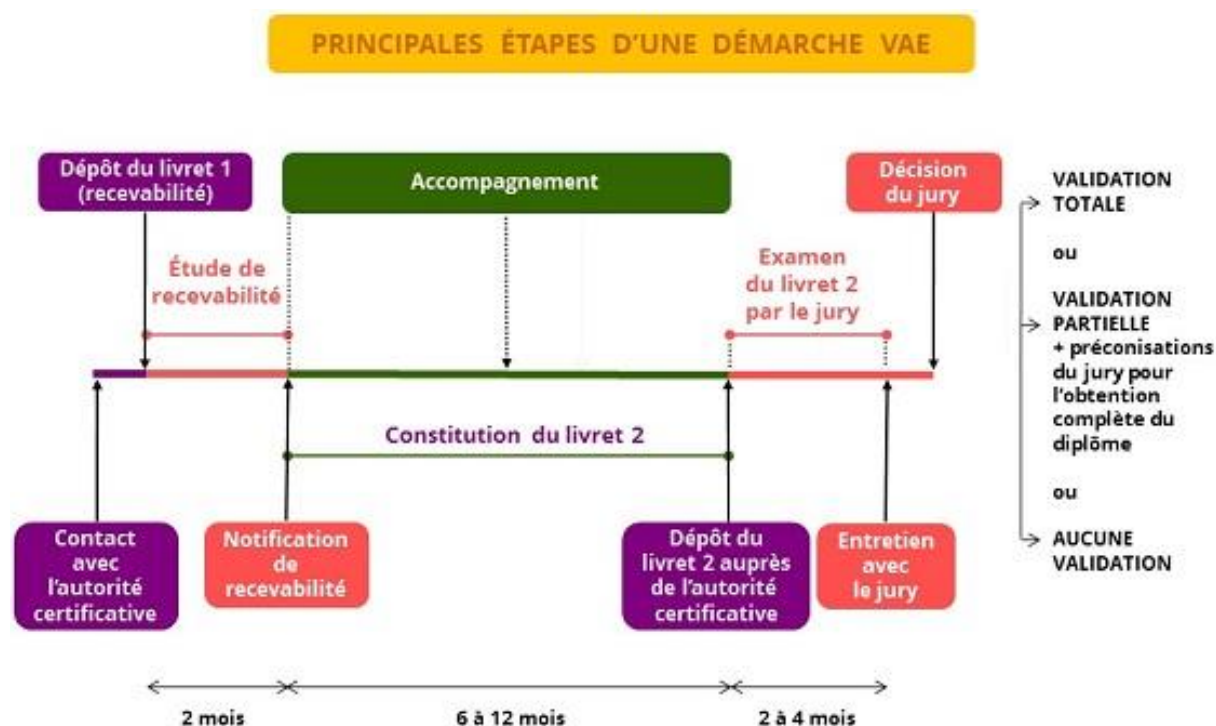 PRINCIPALES ÉTAPES D'UNE DÉMARCHE VAE
Dépôt du livret 1
(recevabilité)
Accompagnement
Décision
du jury
Étude de
recevabilité
Examen
du livret 2
par le jury
Constitution du livret 2
Contact
avec
l'autorité
certificative
Notification
de
recevabilité
Dépôt du
livret 2 auprès
de l'autorité
certificative
Entretien
avec
le jury
2 mois
6 à 12 mois
2 à 4 mois
VALIDATION
TOTALE
ou
VALIDATION
PARTIELLE
+ préconisations
du jury pour
l'obtention
complète du
diplôme
ou
AUCUNE
VALIDATION